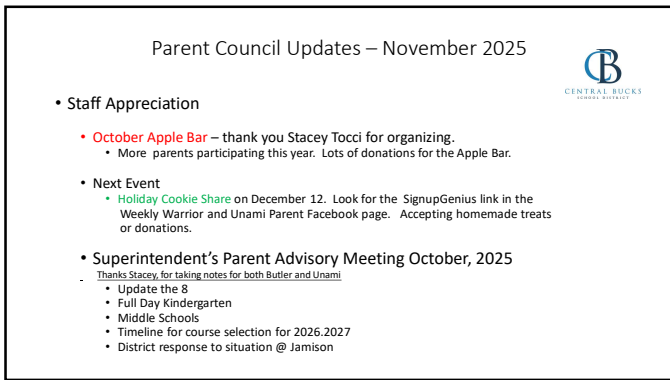 Parent Council Updates – November 2025
CB
CENTRAL BUCKS
SCHOOL DISTRICT
• Staff Appreciation
• October Apple Bar – thank you Stacey Tocci for organizing.
• More parents participating this year. Lots of donations for the Apple Bar.
• Next Event
• Holiday Cookie Share on December 12. Look for the SignupGenius link in the
Weekly Warrior and Unami Parent Facebook page. Accepting homemade treats
or donations.
• Superintendent's Parent Advisory Meeting October, 2025
Thanks Stacey, for taking notes for both Butler and Unami
• Update the 8
• Full Day Kindergarten
• Middle Schools
• Timeline for course selection for 2026.2027
• District response to situation @ Jamison